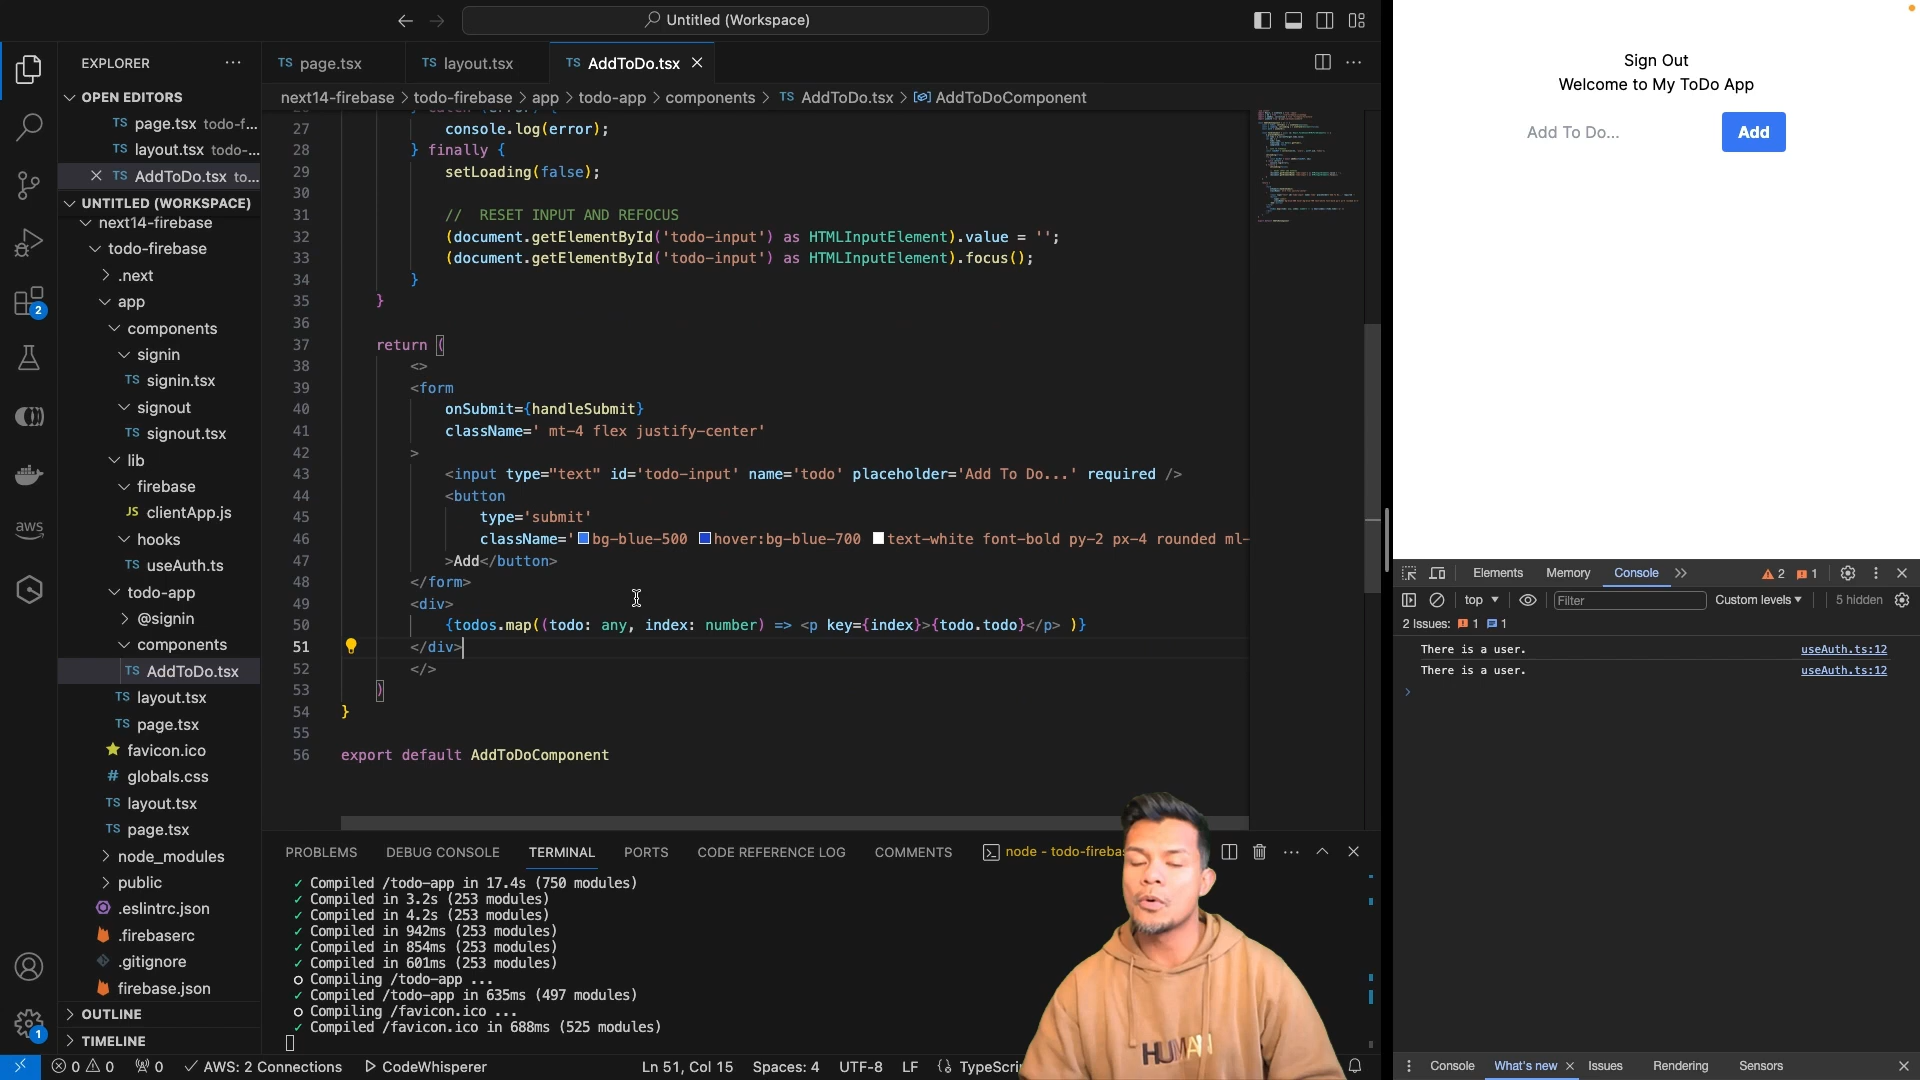 Untitled (Workspace)
EXPLORER
OPEN EDITORS
TS page.tsx todo-f...
TS layout.tsx todo-...
TS AddToDo.tsx to...
UNTITLED (WORKSPACE)
next14-firebase
todo-firebase
.next
app
components
signin
TS signin.tsx
signout
TS signout.tsx
lib
firebase
JS clientApp.js
hooks
TS useAuth.ts
todo-app
@signin
components
TS AddToDo.tsx
TS layout.tsx
TS page.tsx
favicon.ico
# globals.css
TS layout.tsx
TS page.tsx
node_modules
public
.eslintrc.json
.firebaserc
.gitignore
firebase.json
OUTLINE
TIMELINE
2
aws
1
TS page.tsx
TS layout.tsx
TS AddToDo.tsx
next14-firebase > todo-firebase > app > todo-app > components > TS AddToDo.tsx > AddToDoComponent
27 console.log(error);
28 } finally {
29 setLoading(false);
30
31 // RESET INPUT AND REFOCUS
32 (document.getElementById('todo-input') as HTMLInputElement).value = '';
33 (document.getElementById('todo-input') as HTMLInputElement).focus();
34 }
35 }
36
37 return (
38 <>
39 <form
40 onSubmit={handleSubmit}
41 className=' mt-4 flex justify-center'
42 >
43 <input type="text" id='todo-input' name='todo' placeholder='Add To Do...' required />
44 <button
45 type='submit'
46 className='bg-blue-500 hover:bg-blue-700 text-white font-bold py-2 px-4 rounded ml-
47 >Add</button>
48 </form>
49 <div>
50 {todos.map((todo: any, index: number) => <p key={index}>{todo.todo}</p> )}
51 </div>
52 </>
53 )
54 }
55
56 export default AddToDoComponent
PROBLEMS DEBUG CONSOLE TERMINAL PORTS CODE REFERENCE LOG COMMENTS node - todo-fireba
✓ Compiled /todo-app in 17.4s (750 modules)
✓ Compiled in 3.2s (253 modules)
✓ Compiled in 4.2s (253 modules)
✓ Compiled in 942ms (253 modules)
✓ Compiled in 854ms (253 modules)
✓ Compiled in 601ms (253 modules)
○ Compiling /todo-app ...
✓ Compiled /todo-app in 635ms (497 modules)
○ Compiling /favicon.ico ...
✓ Compiled /favicon.ico in 688ms (525 modules)
HUMAN
0 0 0 AWS: 2 Connections CodeWhisperer Ln 51, Col 15 Spaces: 4 UTF-8 LF {} TypeScri
Sign Out
Welcome to My ToDo App
Add To Do... Add
Elements Memory Console 2 1
top Filter Custom levels 5 hidden
2 Issues: 1 1
There is a user. useAuth.ts:12
There is a user. useAuth.ts:12
Console What's new Issues Rendering Sensors